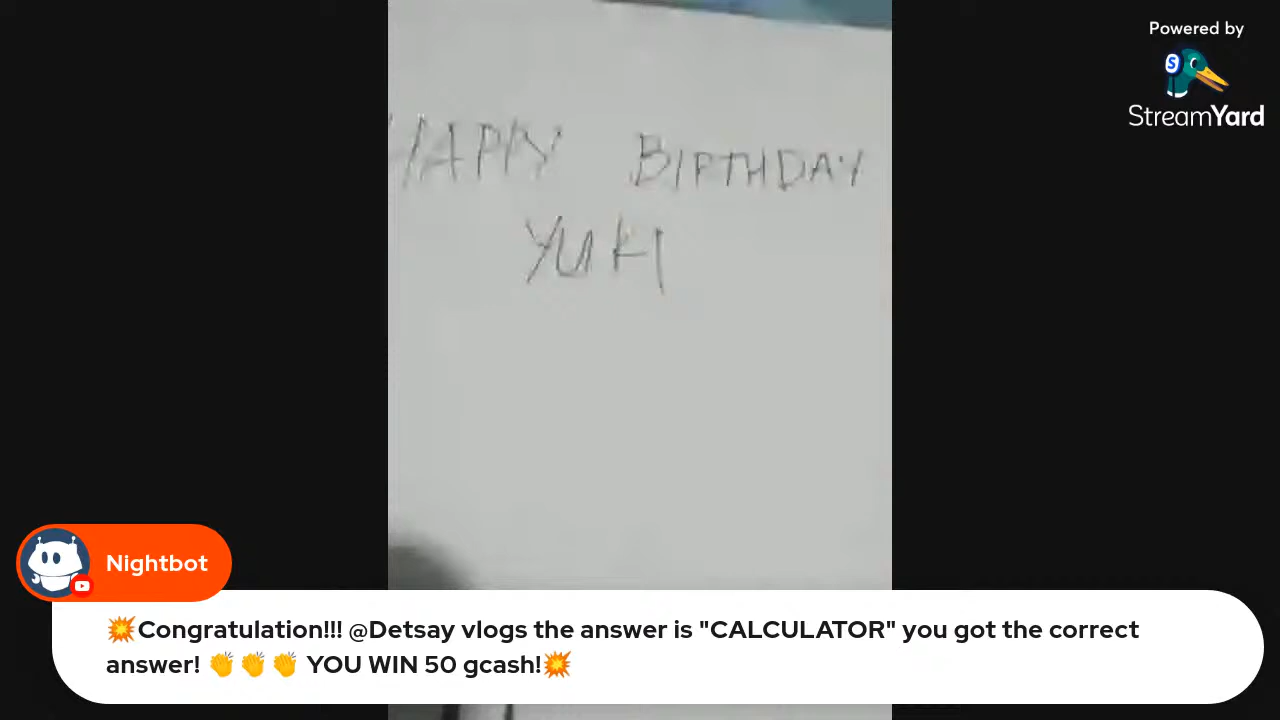 Powered by
StreamYard
HAPPY BIRTHDAY
YUKI
Nightbot
💥Congratulation!!! @Detsay vlogs the answer is "CALCULATOR" you got the correct
answer! 👏👏👏 YOU WIN 50 gcash!💥